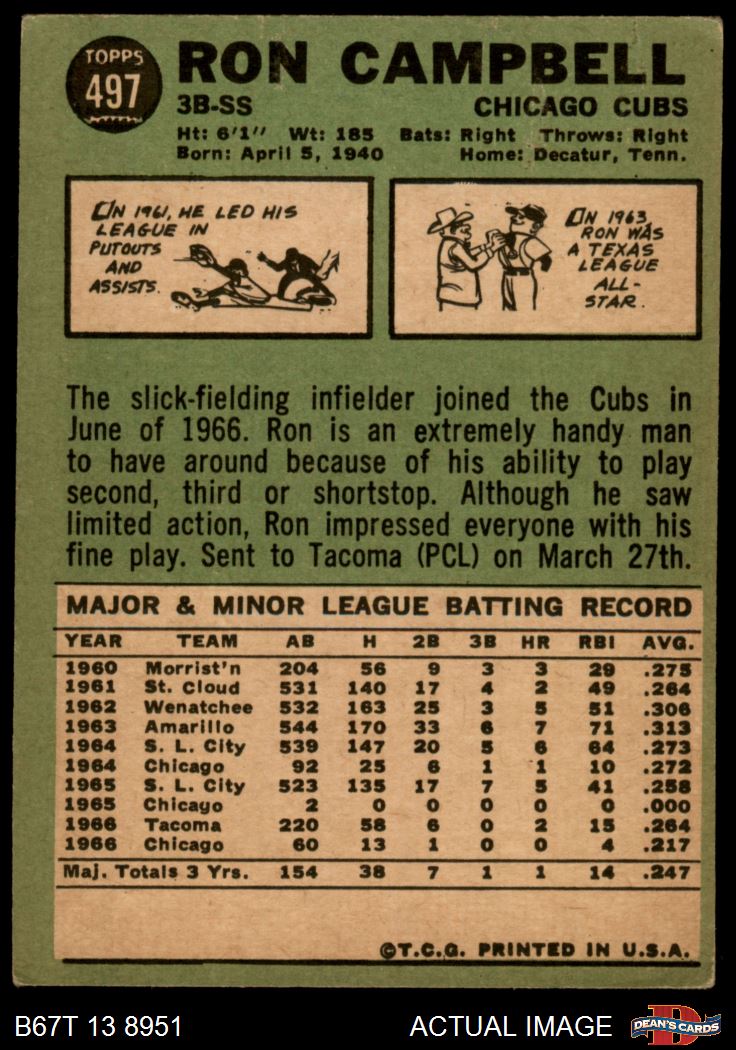 TOPPS
497
RON CAMPBELL
3B-SS CHICAGO CUBS
Ht: 6'1" Wt: 185 Bats: Right Throws: Right
Born: April 5, 1940 Home: Decatur, Tenn.
IN 1961, HE LED HIS
LEAGUE IN
PUTOUTS
AND
ASSISTS.
IN 1963,
RON WAS
A TEXAS
LEAGUE
ALL-
STAR.
The slick-fielding infielder joined the Cubs in
June of 1966. Ron is an extremely handy man
to have around because of his ability to play
second, third or shortstop. Although he saw
limited action, Ron impressed everyone with his
fine play. Sent to Tacoma (PCL) on March 27th.
MAJOR & MINOR LEAGUE BATTING RECORD
YEAR TEAM AB H 2B 3B HR RBI AVG.
1960 Morrist'n 204 56 9 3 3 29 .275
1961 St. Cloud 531 140 17 4 2 49 .264
1962 Wenatchee 532 163 25 3 5 51 .306
1963 Amarillo 544 170 33 6 7 71 .313
1964 S. L. City 539 147 20 5 6 64 .273
1964 Chicago 92 25 6 1 1 10 .272
1965 S. L. City 523 135 17 7 5 41 .258
1965 Chicago 2 0 0 0 0 0 .000
1966 Tacoma 220 58 6 0 2 15 .264
1966 Chicago 60 13 1 0 0 4 .217
Maj. Totals 3 Yrs. 154 38 7 1 1 14 .247
©T.C.G. PRINTED IN U.S.A.
B67T 13 8951 ACTUAL IMAGE
D
DEAN'S CARDS